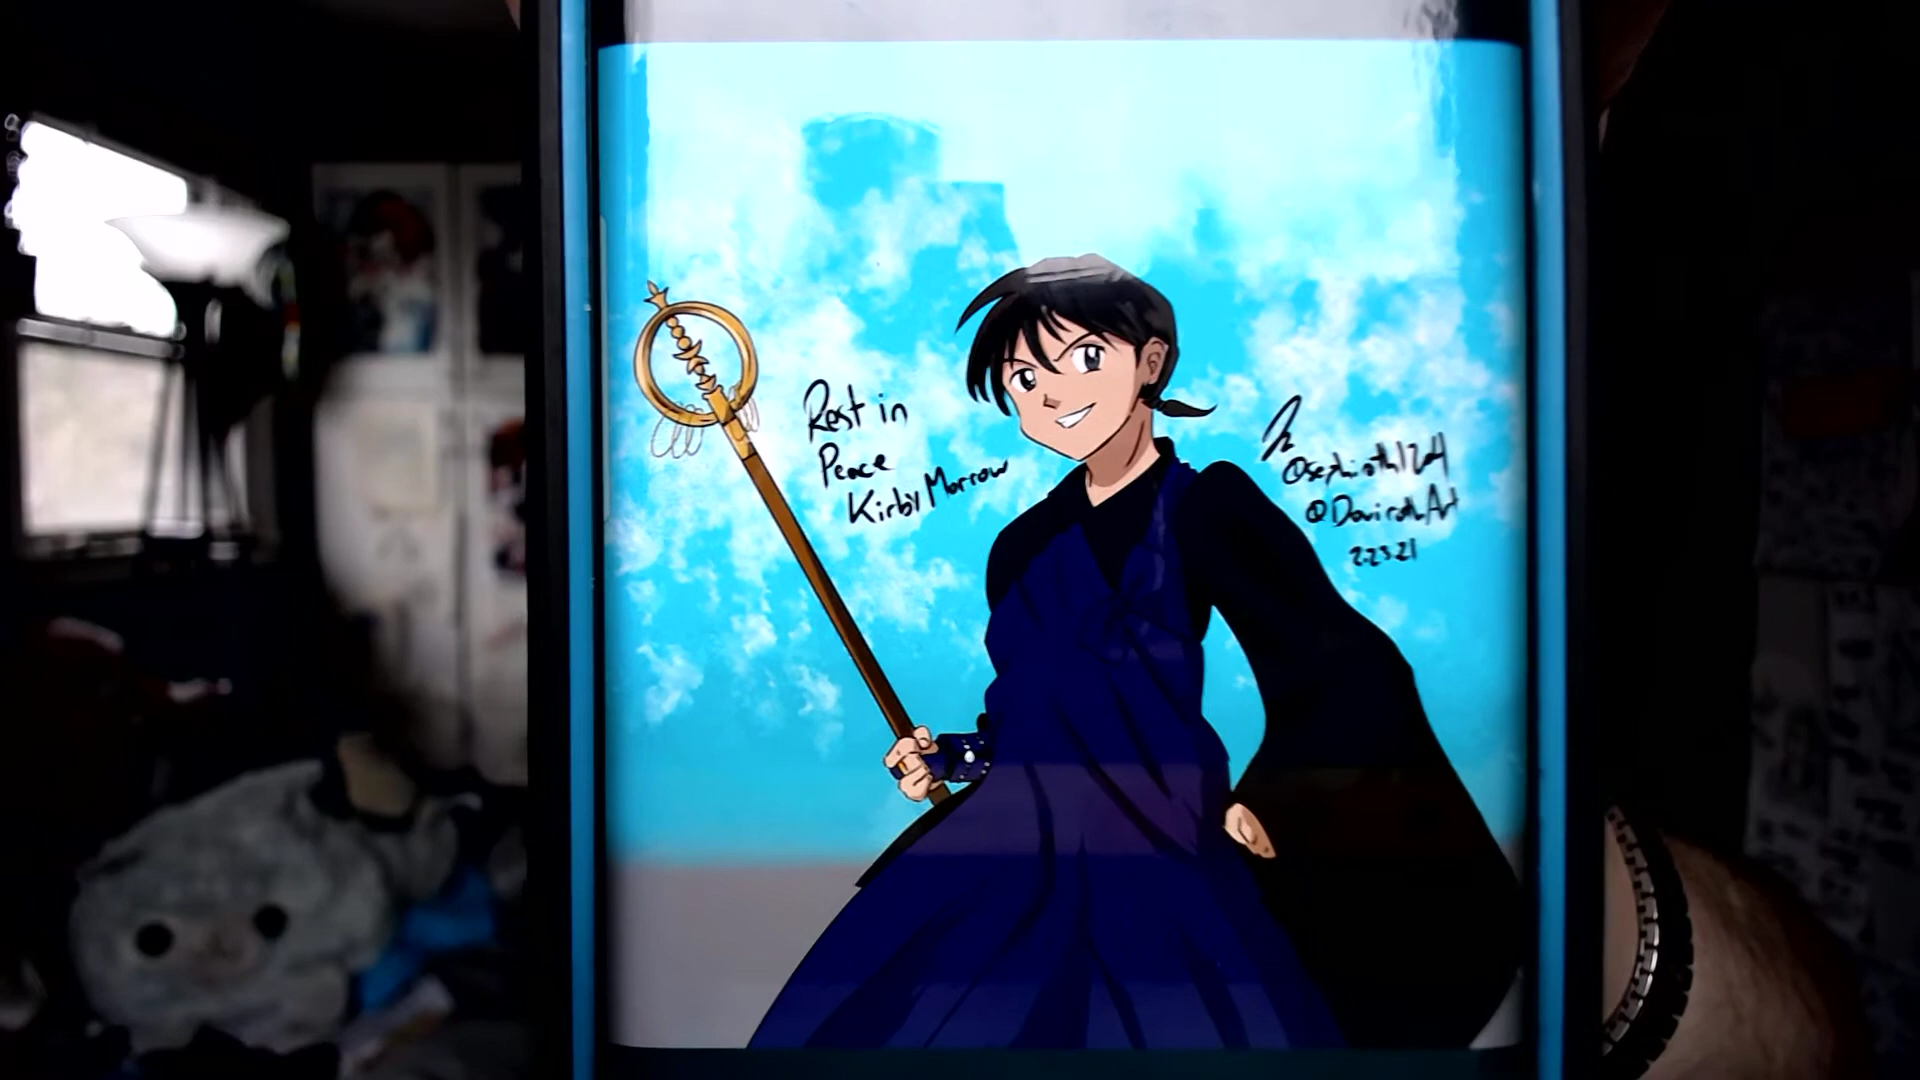 Rest in
Peace
Kirby Morrow
@sephiroth1204
@DavirothArt
2.23.21